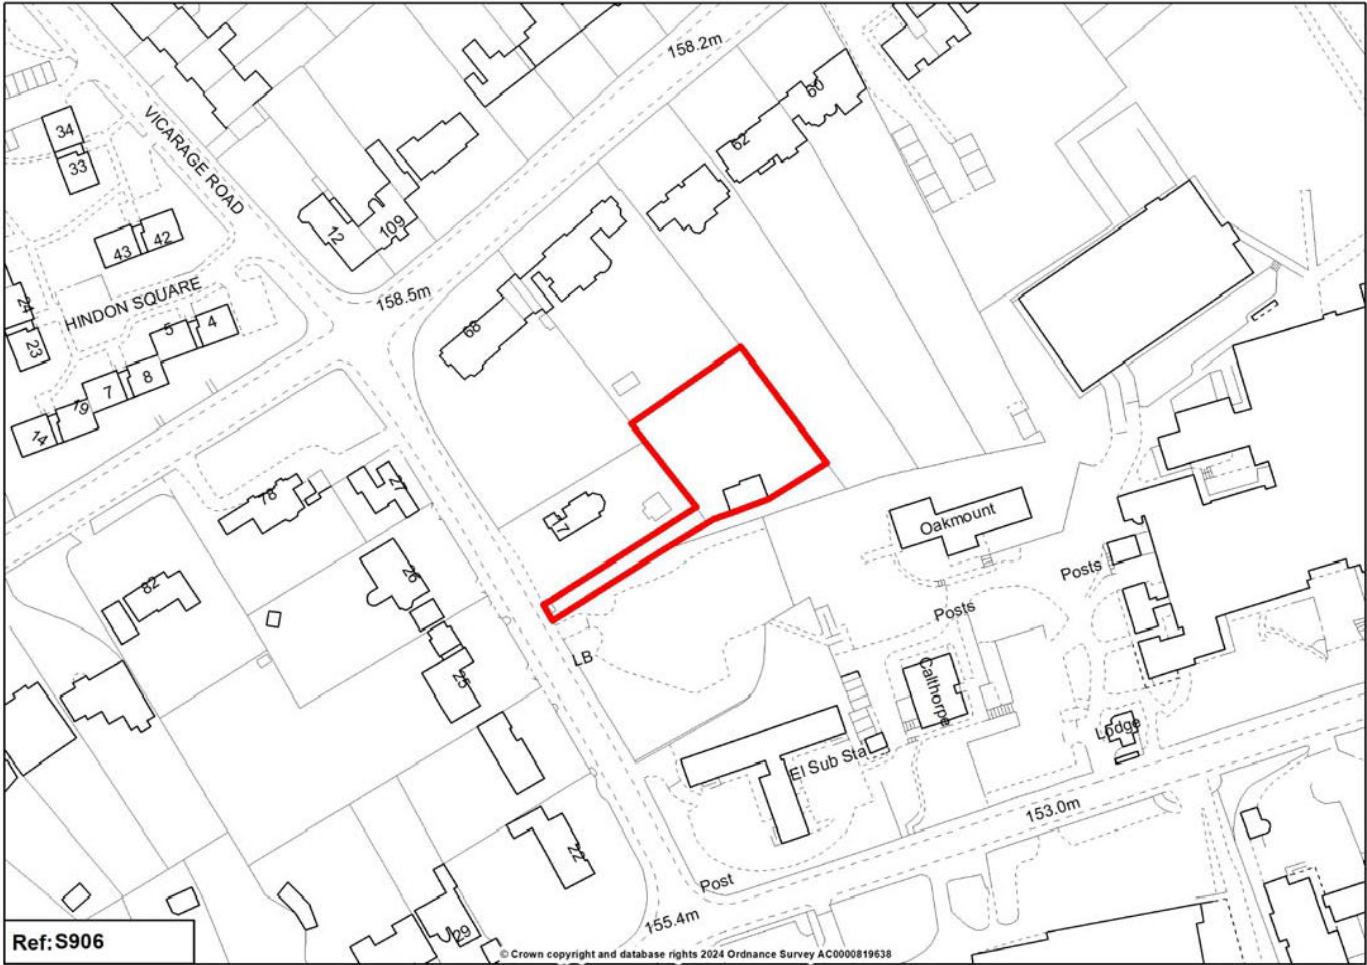 158.2m
60
62
34
33
VICARAGE ROAD
12
109
43
42
24
HINDON SQUARE
158.5m
5
4
23
68
7
8
19
14
78
27
17
Oakmount
82
26
Posts
Posts
LB
25
Calthorpe
Lodge
El Sub Sta
153.0m
22
Post
155.4m
29
Ref: S906
© Crown copyright and database rights 2024 Ordnance Survey AC0000819638